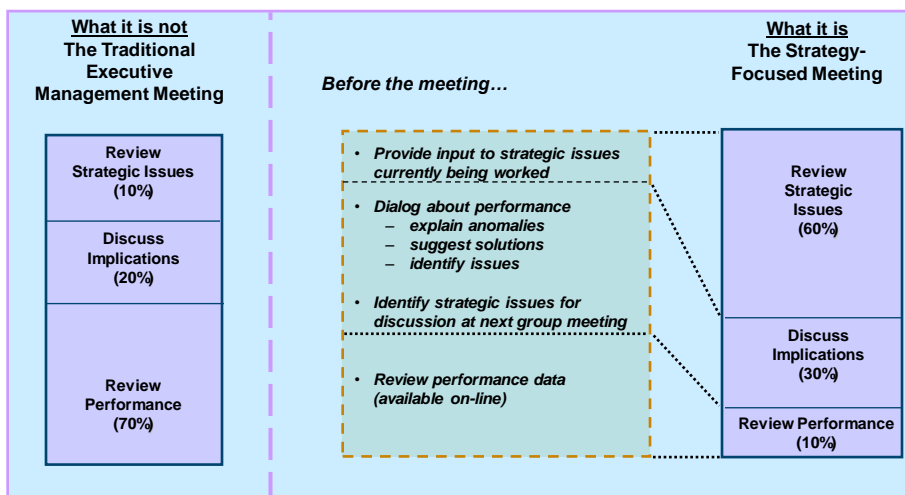 What it is not
The Traditional
Executive
Management Meeting
Review
Strategic Issues
(10%)
Discuss
Implications
(20%)
Review
Performance
(70%)
Before the meeting…
• Provide input to strategic issues
currently being worked
• Dialog about performance
– explain anomalies
– suggest solutions
– identify issues
• Identify strategic issues for
discussion at next group meeting
• Review performance data
(available on-line)
What it is
The Strategy-
Focused Meeting
Review
Strategic
Issues
(60%)
Discuss
Implications
(30%)
Review Performance
(10%)